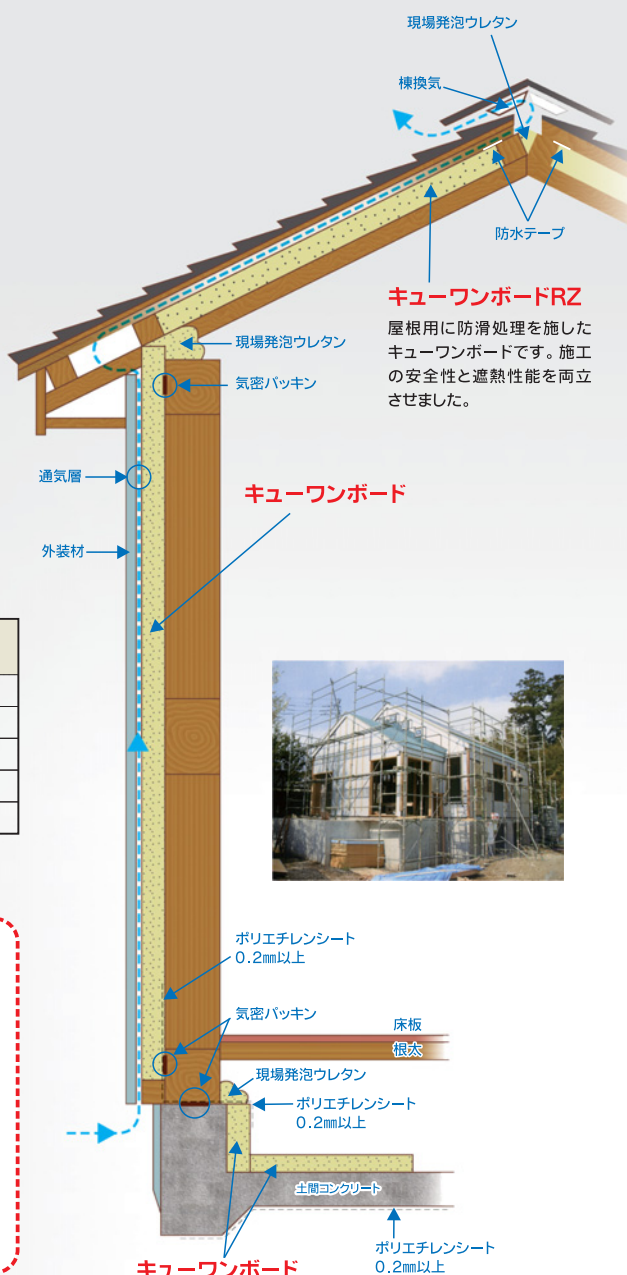 現場発泡ウレタン
棟換気
防水テープ
キューワンボードRZ
屋根用に防滑処理を施した
キューワンボードです。施工
の安全性と遮熱性能を両立
させました。
現場発泡ウレタン
気密パッキン
通気層
キューワンボード
外装材
ポリエチレンシート
0.2㎜以上
気密パッキン
床板
根太
現場発泡ウレタン
ポリエチレンシート
0.2㎜以上
土間コンクリート
キューワンボード
ポリエチレンシート
0.2㎜以上